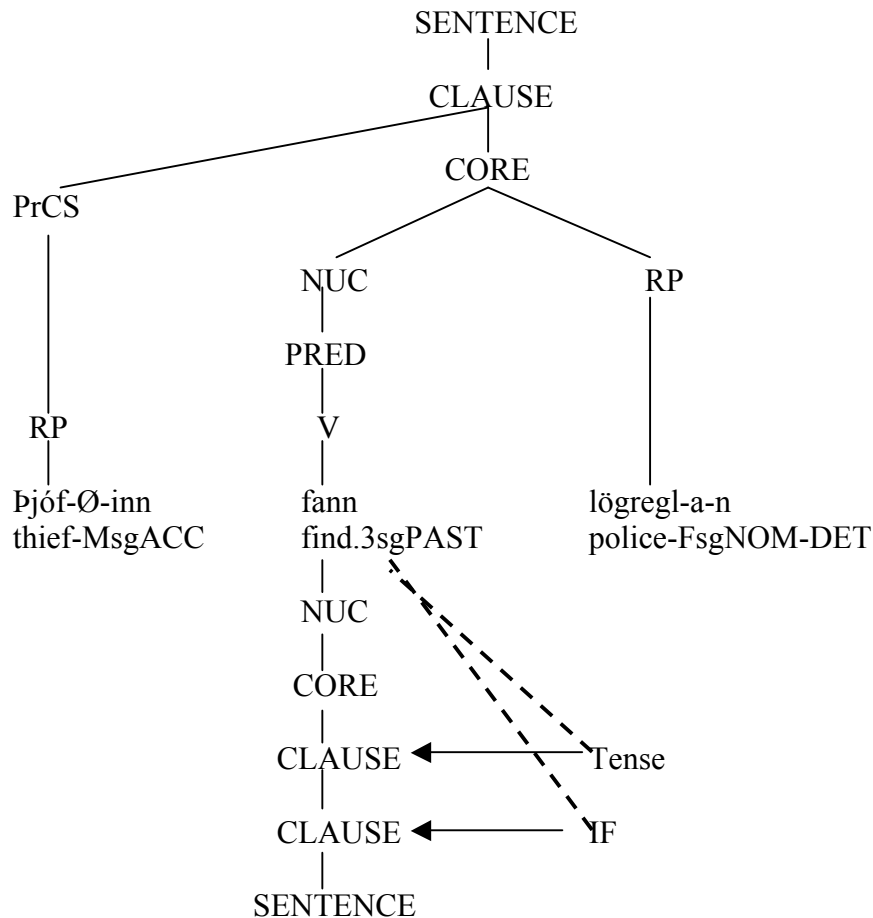 SENTENCE
CLAUSE
CORE
PrCS
NUC RP
PRED
RP V
Þjóf-Ø-inn fann lögregl-a-n
thief-MsgACC find.3sgPAST police-FsgNOM-DET
NUC
CORE
CLAUSE Tense
CLAUSE IF
SENTENCE